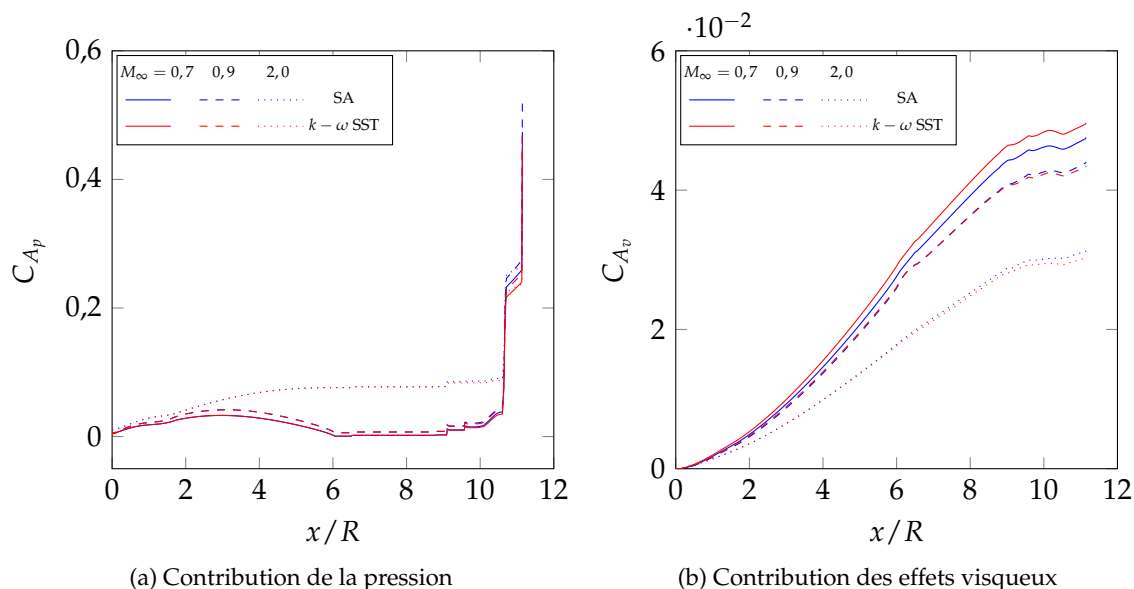 0,6
0,4
0,2
0
C_{A_p}
M_∞ = 0,7 0,9 2,0
SA
k − ω SST
0 2 4 6 8 10 12
x/R
(a) Contribution de la pression
·10⁻²
6
4
2
0
C_{A_v}
M_∞ = 0,7 0,9 2,0
SA
k − ω SST
0 2 4 6 8 10 12
x/R
(b) Contribution des effets visqueux